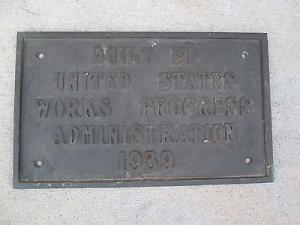 BUILT BY
UNITED STATES
WORKS PROGRESS
ADMINISTRATION
1939